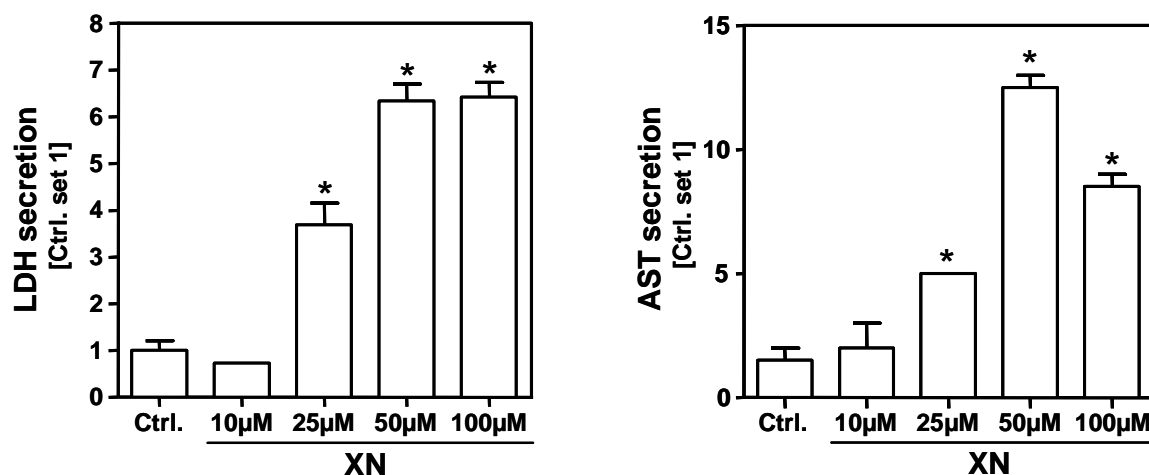 LDH secretion
[Ctrl. set 1]
8
7
6
5
4
3
2
1
0
*
*
*
Ctrl.
10µM
25µM
50µM
100µM
XN
AST secretion
[Ctrl. set 1]
15
10
5
0
*
*
*
Ctrl.
10µM
25µM
50µM
100µM
XN